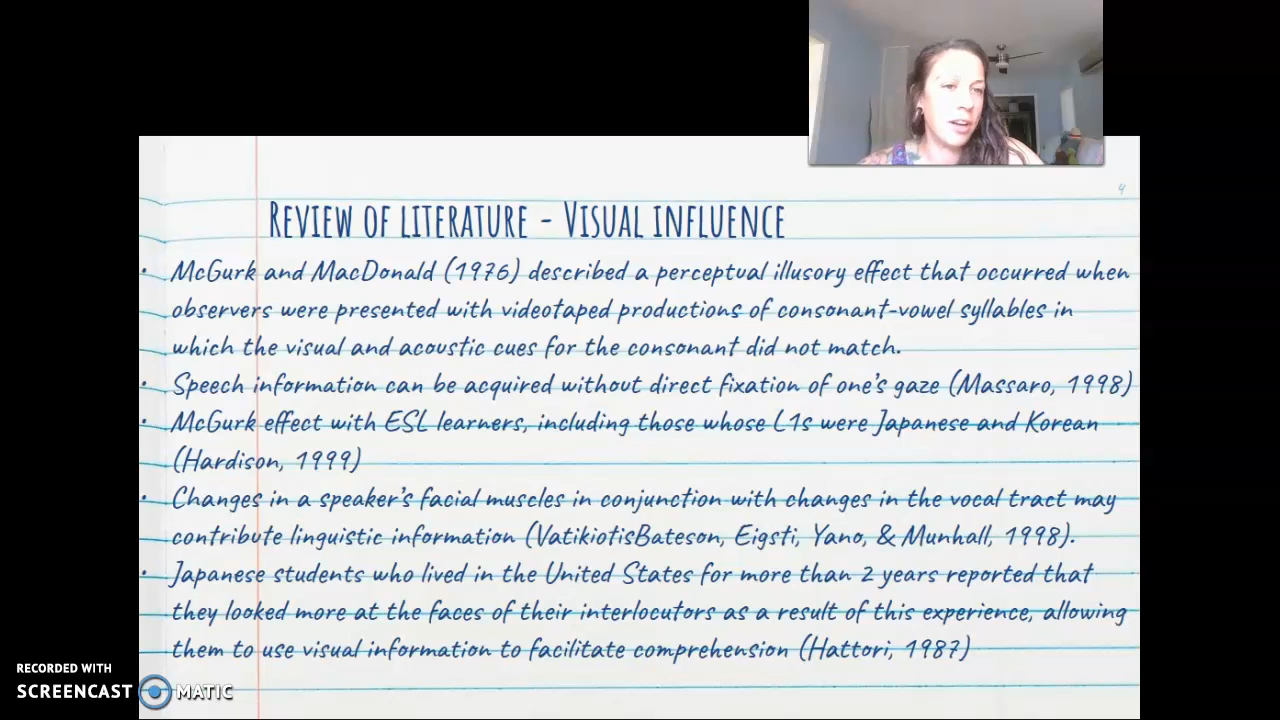 4
REVIEW OF LITERATURE - VISUAL INFLUENCE
• McGurk and MacDonald (1976) described a perceptual illusory effect that occurred when
observers were presented with videotaped productions of consonant-vowel syllables in
which the visual and acoustic cues for the consonant did not match.
• Speech information can be acquired without direct fixation of one's gaze (Massaro, 1998)
• McGurk effect with ESL learners, including those whose L1s were Japanese and Korean
(Hardison, 1999)
• Changes in a speaker's facial muscles in conjunction with changes in the vocal tract may
contribute linguistic information (VatikiotisBateson, Eigsti, Yano, & Munhall, 1998).
• Japanese students who lived in the United States for more than 2 years reported that
they looked more at the faces of their interlocutors as a result of this experience, allowing
them to use visual information to facilitate comprehension (Hattori, 1987)
RECORDED WITH
SCREENCAST MATIC